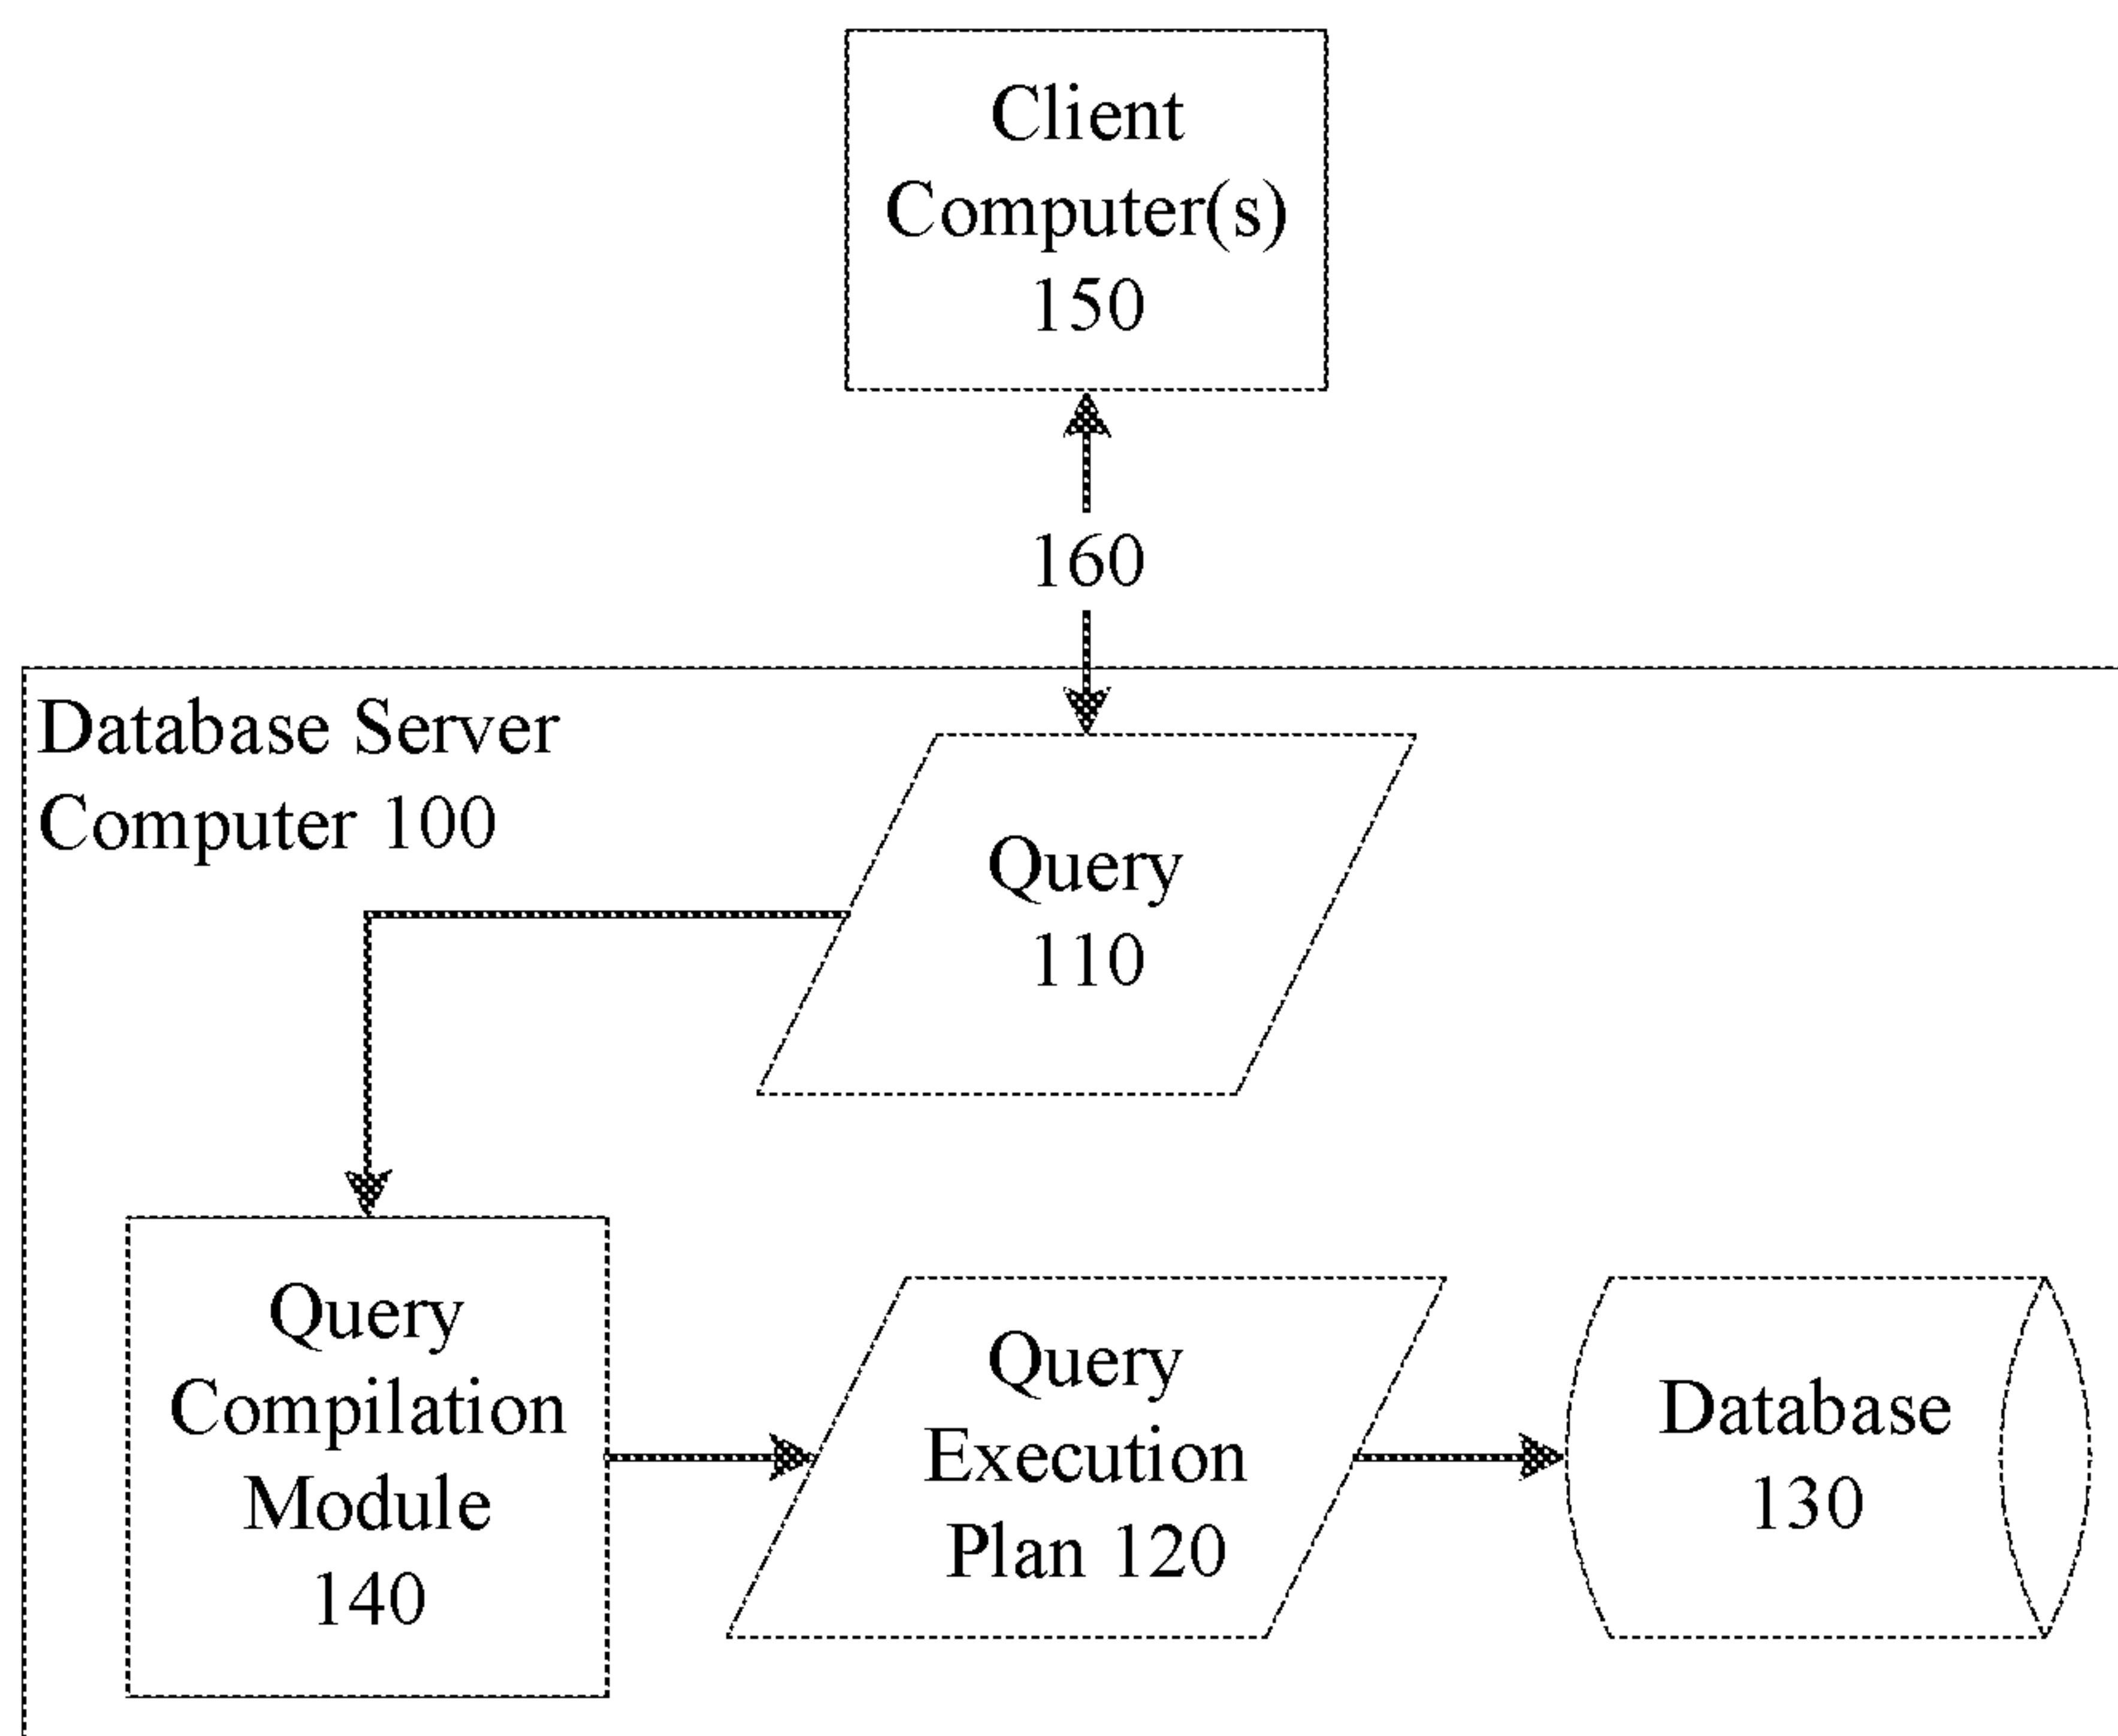 Client
Computer(s)
150
160
Database Server
Computer 100
Query
110
Query
Compilation
Module
140
Query
Execution
Plan 120
Database
130